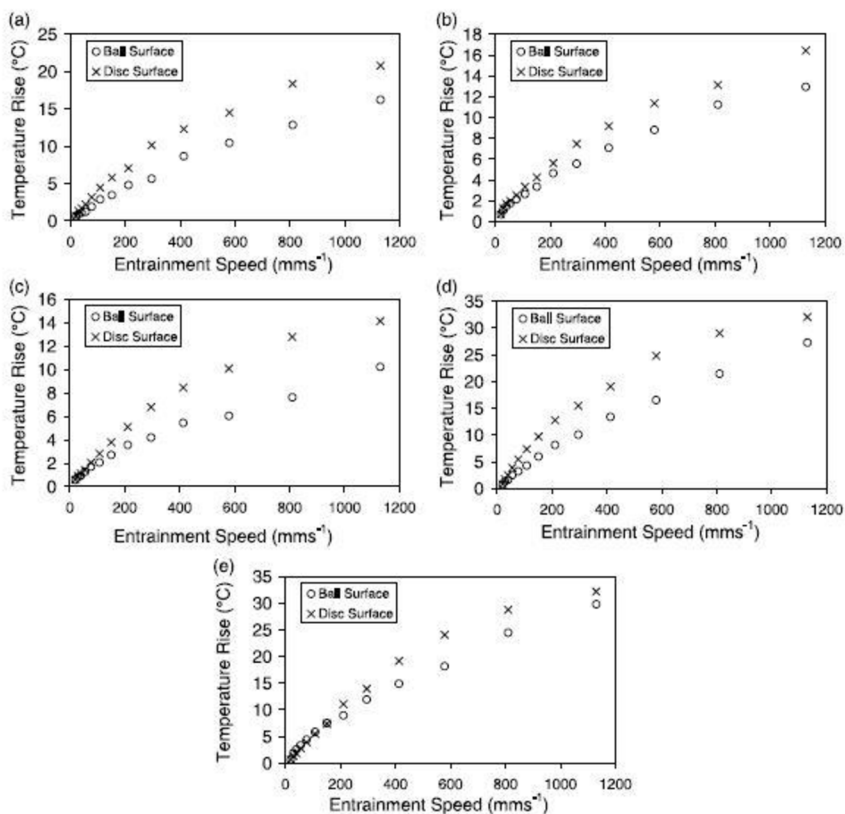 (a)
25
20
15
10
5
0
Temperature Rise (°C)
○ Ball Surface
× Disc Surface
0 200 400 600 800 1000 1200
Entrainment Speed (mms⁻¹)
(b)
18
16
14
12
10
8
6
4
2
0
Temperature Rise (°C)
○ Ball Surface
× Disc Surface
0 200 400 600 800 1000 1200
Entrainment Speed (mms⁻¹)
(c)
16
14
12
10
8
6
4
2
0
Temperature Rise (°C)
○ Ball Surface
× Disc Surface
0 200 400 600 800 1000 1200
Entrainment Speed (mms⁻¹)
(d)
35
30
25
20
15
10
5
0
Temperature Rise (°C)
○ Ball Surface
× Disc Surface
0 200 400 600 800 1000 1200
Entrainment Speed (mms⁻¹)
(e)
35
30
25
20
15
10
5
0
Temperature Rise (°C)
○ Ball Surface
× Disc Surface
0 200 400 600 800 1000 1200
Entrainment Speed (mms⁻¹)